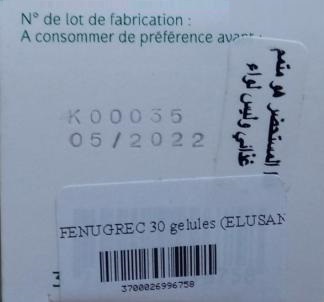 N° de lot de fabrication :
A consommer de préférence avant :
K00035
05/2022
المستحضر هو متمم
غذائي وليس دواء
FENUGREC 30 gelules (ELUSAN
3700026996758